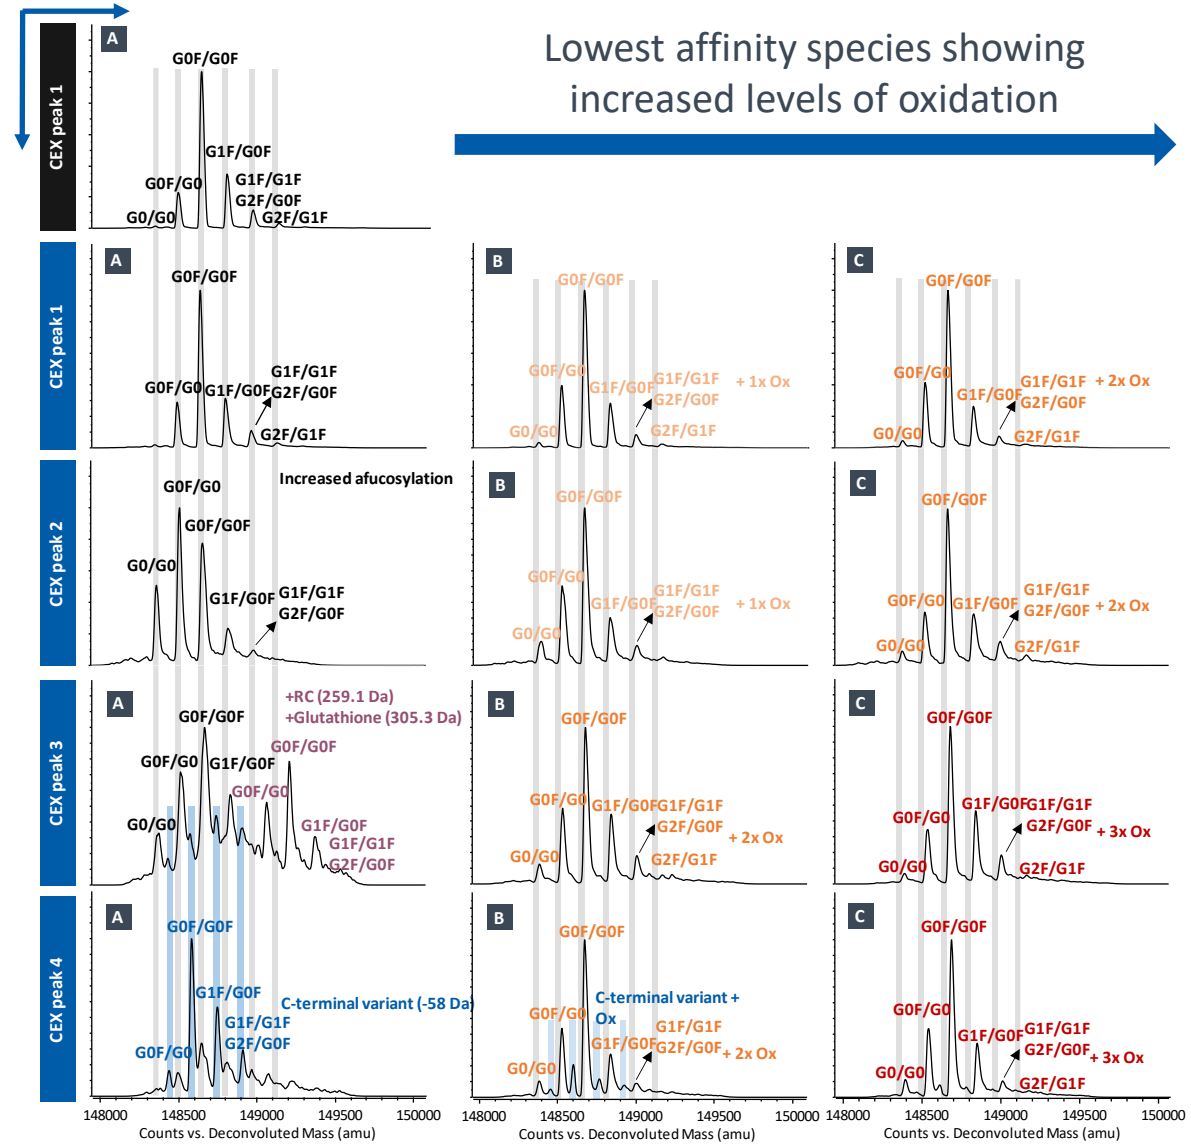 Lowest affinity species showing
increased levels of oxidation
CEX peak 1
A
G0F/G0F
G1F/G0F
G0F/G0
G1F/G1F
G2F/G0F
G0/G0
G2F/G1F
CEX peak 1
A
G0F/G0F
G1F/G1F
G0F/G0
G1F/G0F
G2F/G0F
G2F/G1F
B
G0F/G0F
G0F/G0
G1F/G1F
+ 1x Ox
G1F/G0F
G2F/G0F
G0/G0
G2F/G1F
C
G0F/G0F
G0F/G0
G1F/G1F
+ 2x Ox
G1F/G0F
G2F/G0F
G0/G0
G2F/G1F
CEX peak 2
Increased afucosylation
G0F/G0
G0F/G0F
G0/G0
G1F/G0F
G1F/G1F
G2F/G0F
B
G0F/G0F
G0F/G0
G1F/G1F
+ 1x Ox
G1F/G0F
G2F/G0F
G0/G0
C
G0F/G0F
G1F/G1F
G0F/G0
G1F/G0F
G2F/G0F
+ 2x Ox
G0/G0
G2F/G1F
CEX peak 3
A
+RC (259.1 Da)
+Glutathione (305.3 Da)
G0F/G0F
G0F/G0F
G0F/G0
G1F/G0F
G0F/G0
G0/G0
G1F/G0F
G1F/G1F
G2F/G0F
B
G0F/G0F
G0F/G0
G1F/G0F
G1F/G1F
G2F/G0F
+ 2x Ox
G0/G0
G2F/G1F
C
G0F/G0F
G0F/G0
G1F/G0F
G1F/G1F
G2F/G0F
+ 3x Ox
G0/G0
G2F/G1F
CEX peak 4
A
G0F/G0F
G1F/G0F
C-terminal variant (-58 Da)
G1F/G1F
G2F/G0F
G0F/G0
B
G0F/G0F
C-terminal variant +
Ox
G0F/G0
G1F/G1F
G1F/G0F
G2F/G0F
+ 2x Ox
G0/G0
C
G0F/G0F
G0F/G0
G1F/G0F
G1F/G1F
G2F/G0F
+ 3x Ox
G0/G0
G2F/G1F
148000 148500 149000 149500 150000
148000 148500 149000 149500 150000
148000 148500 149000 149500 150000
Counts vs. Deconvoluted Mass (amu)
Counts vs. Deconvoluted Mass (amu)
Counts vs. Deconvoluted Mass (amu)